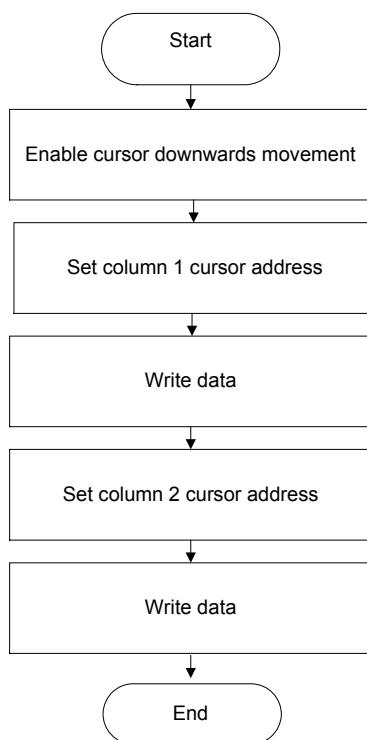 Start
Enable cursor downwards movement
Set column 1 cursor address
Write data
Set column 2 cursor address
Write data
End